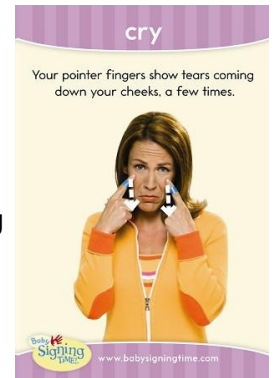 cry
Your pointer fingers show tears coming
down your cheeks, a few times.
g
Baby
Signing
TIME!
www.babysigningtime.com